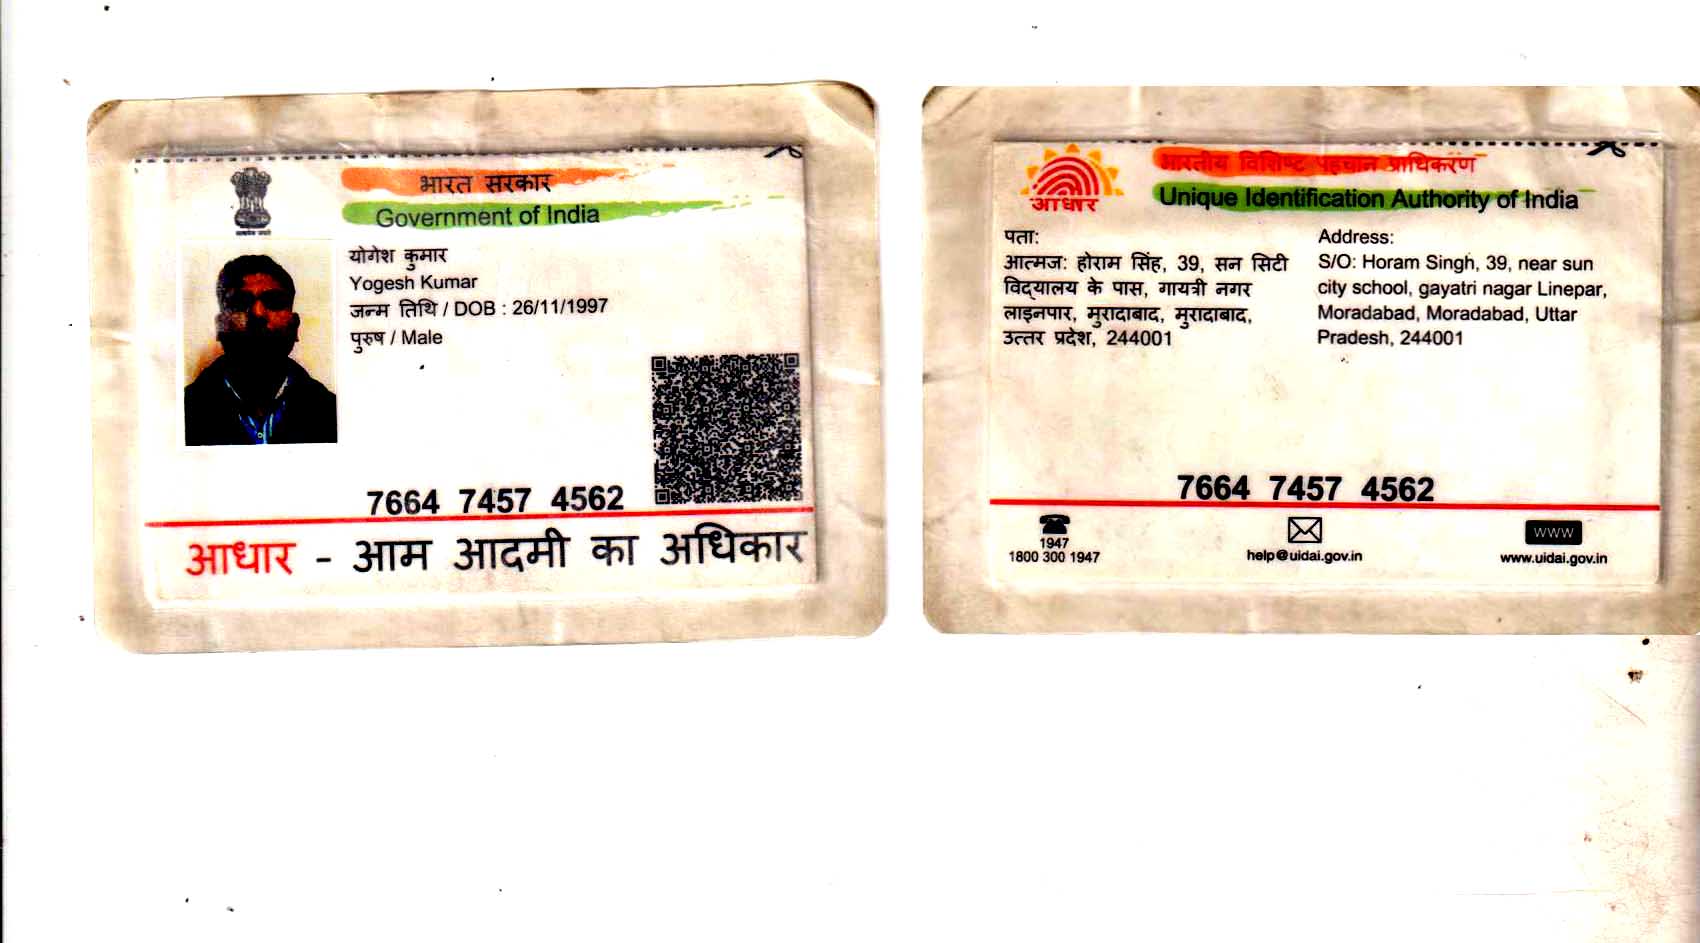 भारत सरकार
Government of India
योगेश कुमार
Yogesh Kumar
जन्म तिथि / DOB : 26/11/1997
पुरुष / Male
7664 7457 4562
आधार - आम आदमी का अधिकार
आधार
भारतीय विशिष्ट पहचान प्राधिकरण
Unique Identification Authority of India
पता:
आत्मज: होराम सिंह, 39, सन सिटी
विद्यालय के पास, गायत्री नगर
लाइनपार, मुरादाबाद, मुरादाबाद,
उत्तर प्रदेश, 244001
Address:
S/O: Horam Singh, 39, near sun
city school, gayatri nagar Linepar,
Moradabad, Moradabad, Uttar
Pradesh, 244001
7664 7457 4562
1947
1800 300 1947
help@uidai.gov.in
WWW
www.uidai.gov.in